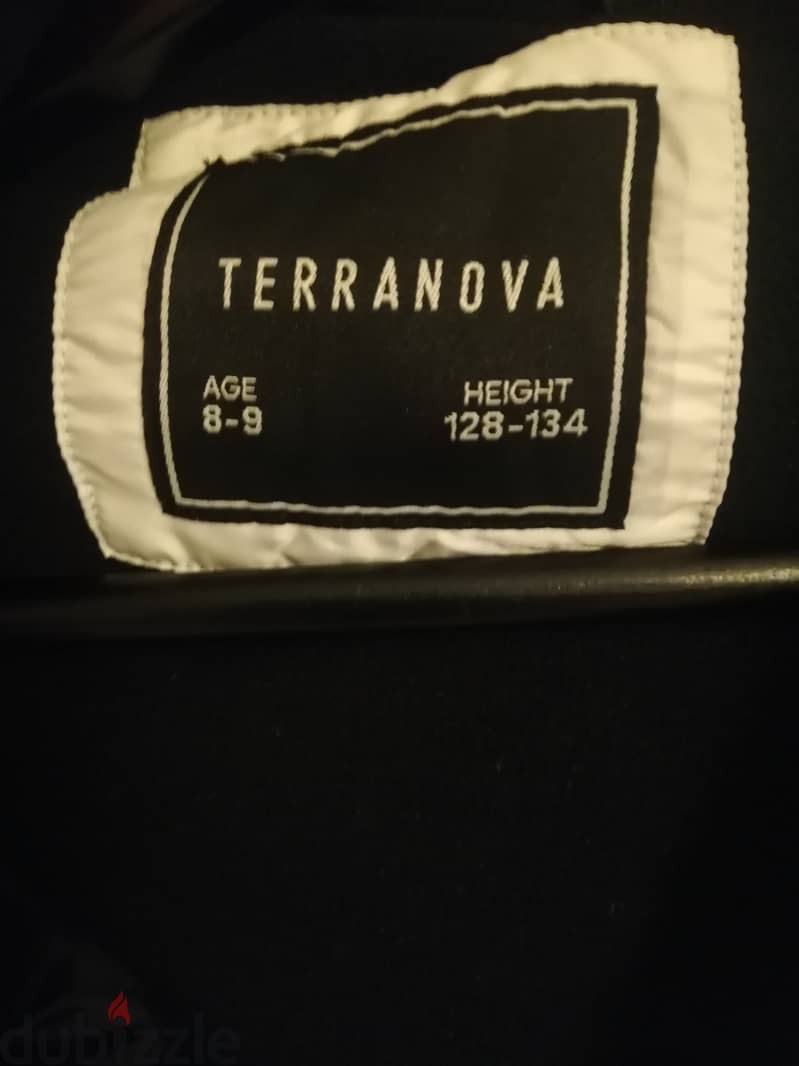 TERRANOVA
AGE
8-9
HEIGHT
128-134
dubizzle